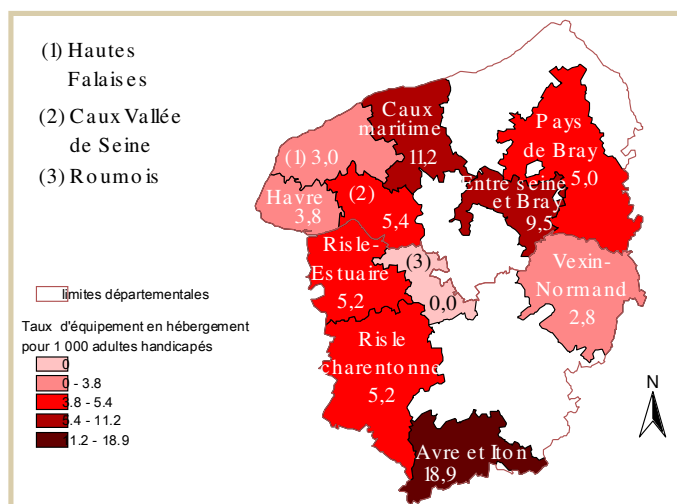 (1) Hautes
Falaises
(2) Caux Vallée
de Seine
(3) Roumois
Caux
maritime
11,2
Pays
de Bray
5,0
(1) 3,0
Entre seine
et Bray
9,5
(2)
5,4
Havre
3,8
Risle-
Estuaire
5,2
(3)
0,0
Vexin-
Normand
2,8
Risle
charentonne
5,2
Avre et Iton
18,9
N
limites départementales
Taux d'équipement en hébergement
pour 1 000 adultes handicapés
0
0 - 3.8
3.8 - 5.4
5.4 - 11.2
11.2 - 18.9